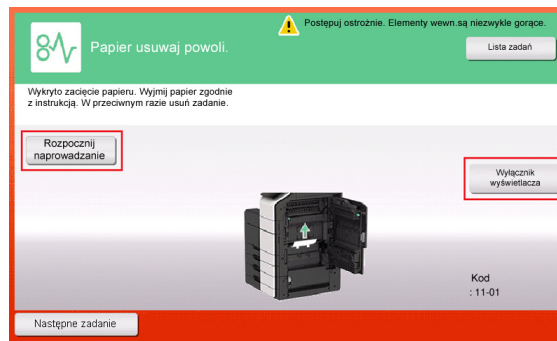 Postępuj ostrożnie. Elementy wewn.są niezwykle gorące.
Papier usuwaj powoli.
Lista zadań
Wykryto zacięcie papieru. Wyjmij papier zgodnie
z instrukcją. W przeciwnym razie usuń zadanie.
Rozpocznij
naprowadzanie
Wyłącznik
wyświetlacza
Kod
: 11-01
Następne zadanie